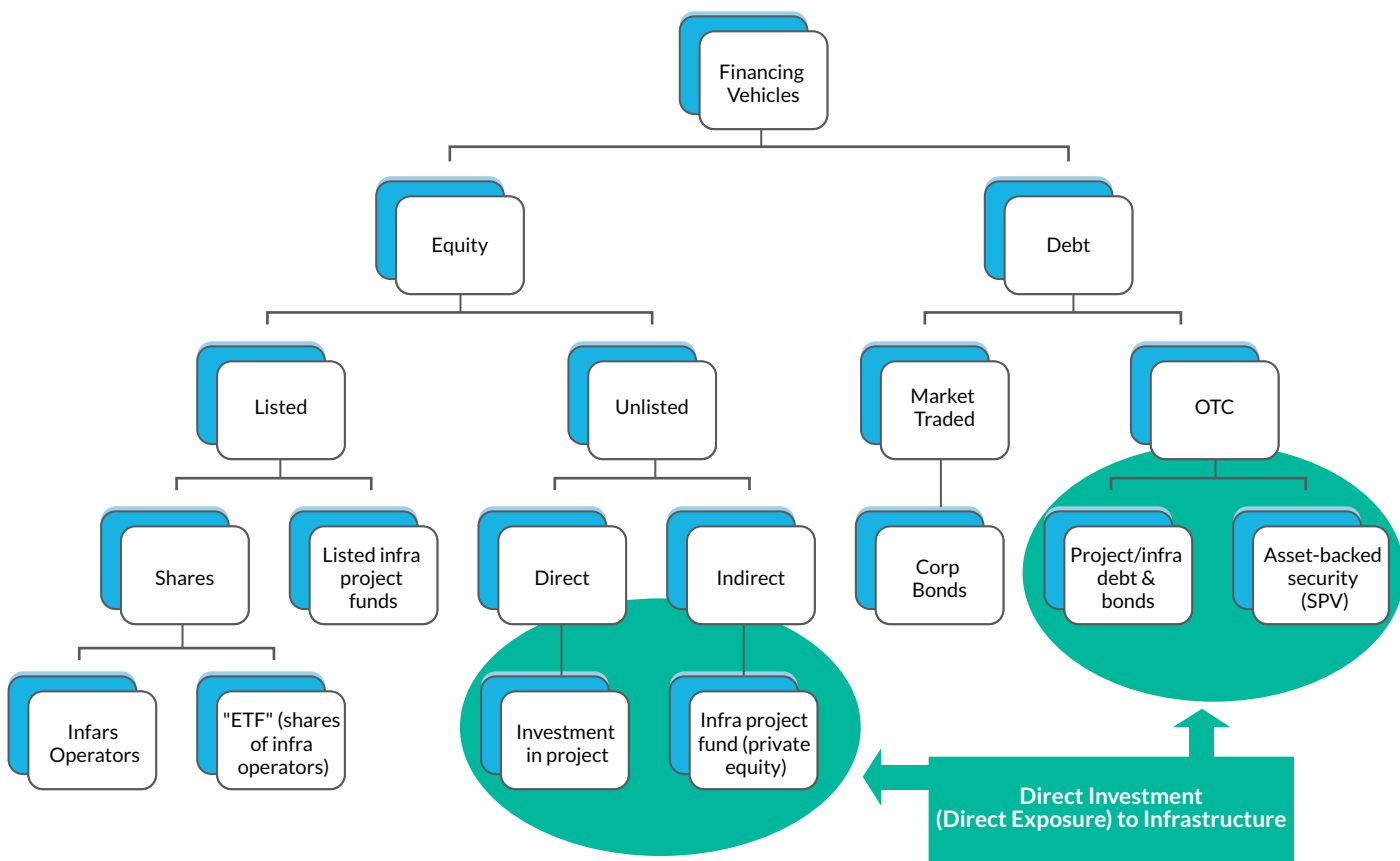 Financing
Vehicles
Equity
Debt
Listed
Unlisted
Market
Traded
OTC
Shares
Listed infra
project
funds
Direct
Indirect
Corp
Bonds
Project/infra
debt &
bonds
Asset-backed
security
(SPV)
Infars
Operators
"ETF" (shares
of infra
operators)
Investment
in project
Infra project
fund (private
equity)
Direct Investment
(Direct Exposure) to Infrastructure